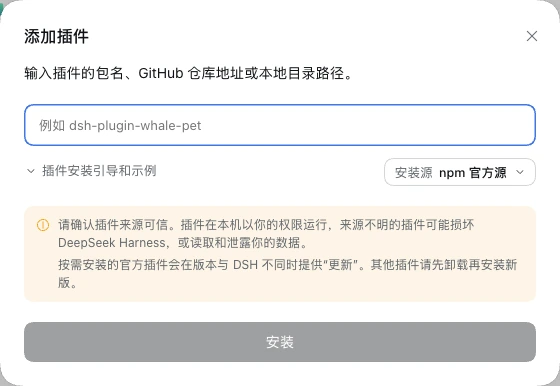 添加插件
输入插件的包名、GitHub 仓库地址或本地目录路径。
例如 dsh-plugin-whale-pet
插件安装引导和示例
安装源 npm 官方源
请确认插件来源可信。插件在本机以你的权限运行，来源不明的插件可能损坏
DeepSeek Harness，或读取和泄露你的数据。
按需安装的官方插件会在版本与 DSH 不同时提供“更新”。其他插件请先卸载再安装新
版。
安装